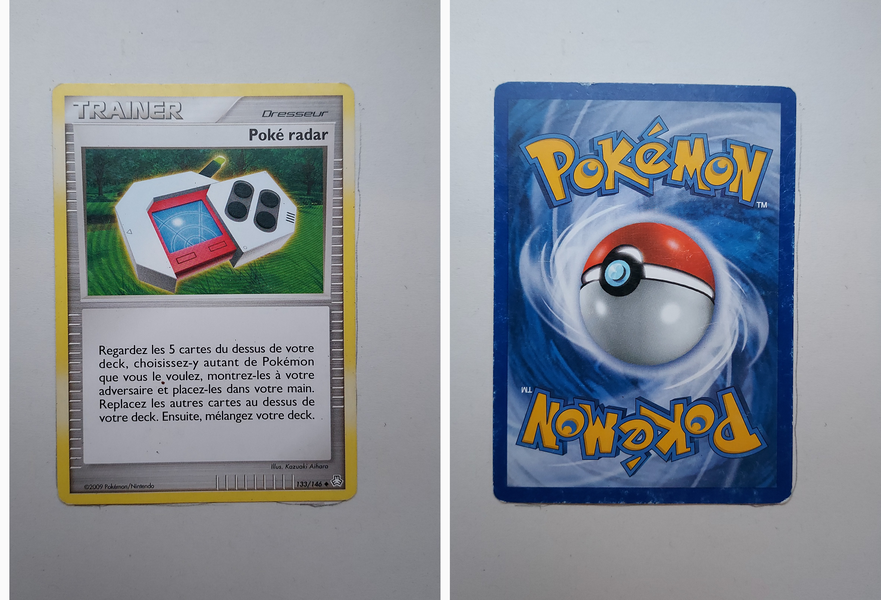 TRAINER
Dresseur
Poké radar
Regardez les 5 cartes du dessus de votre
deck, choisissez-y autant de Pokémon
que vous le voulez, montrez-les à votre
adversaire et placez-les dans votre main.
Replacez les autres cartes au dessus de
votre deck. Ensuite, mélangez votre deck.
Illus. Kazuaki Aihara
©2009 Pokémon/Nintendo
133/146
POKéMON
TM
TM
POKéMON